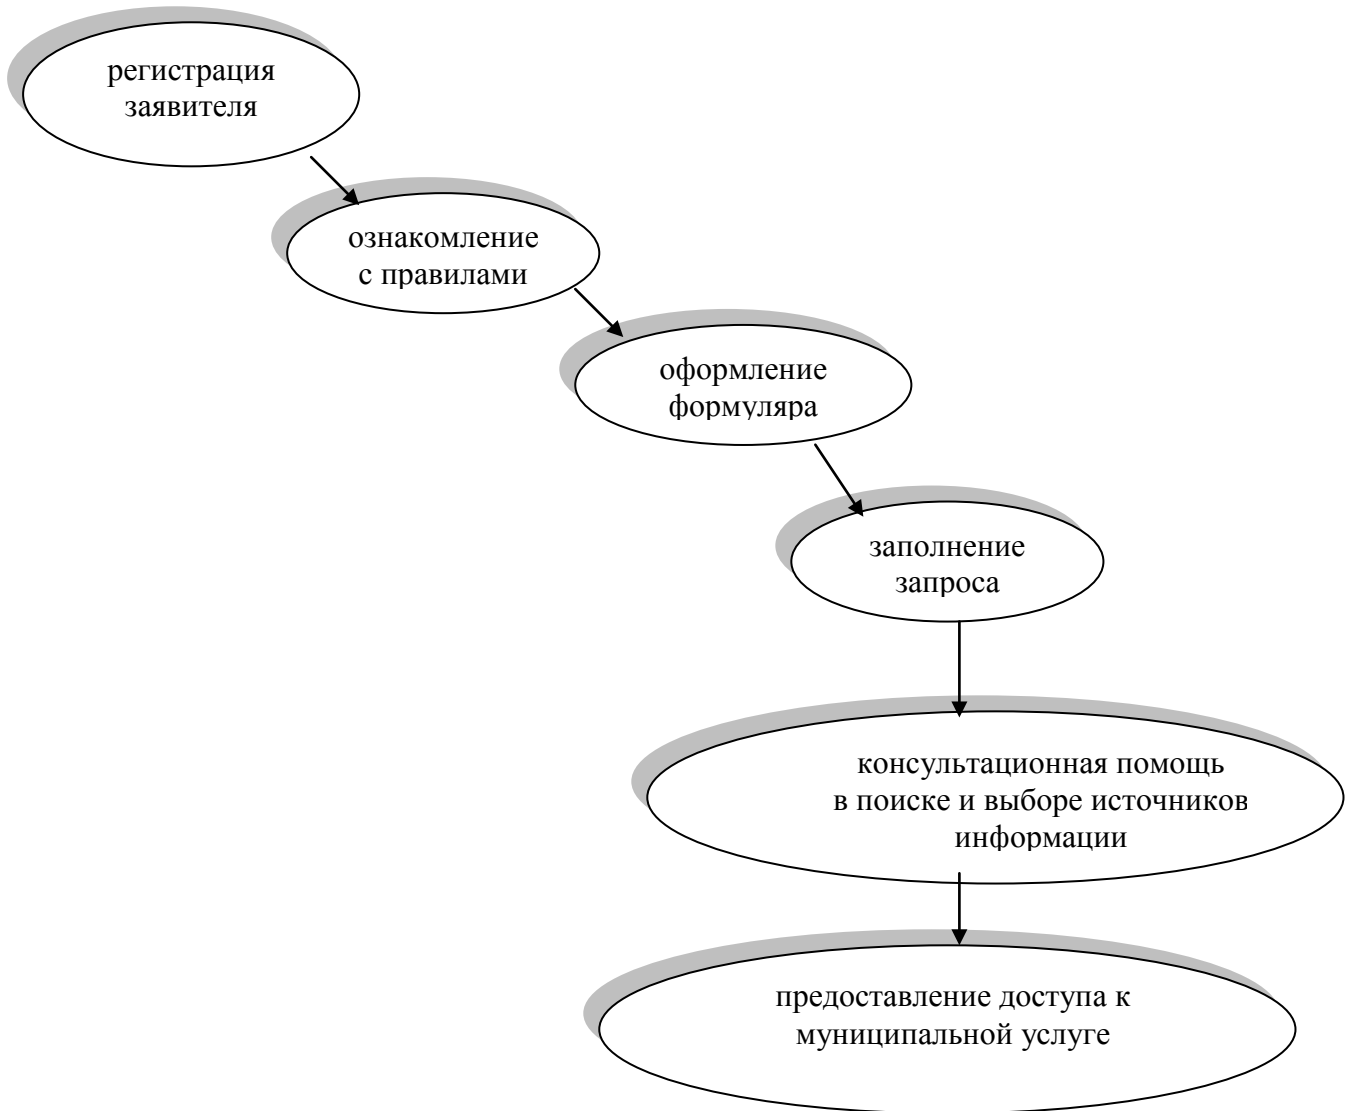 регистрация
заявителя
ознакомление
с правилами
оформление
формуляра
заполнение
запроса
консультационная помощь
в поиске и выборе источников
информации
предоставление доступа к
муниципальной услуге